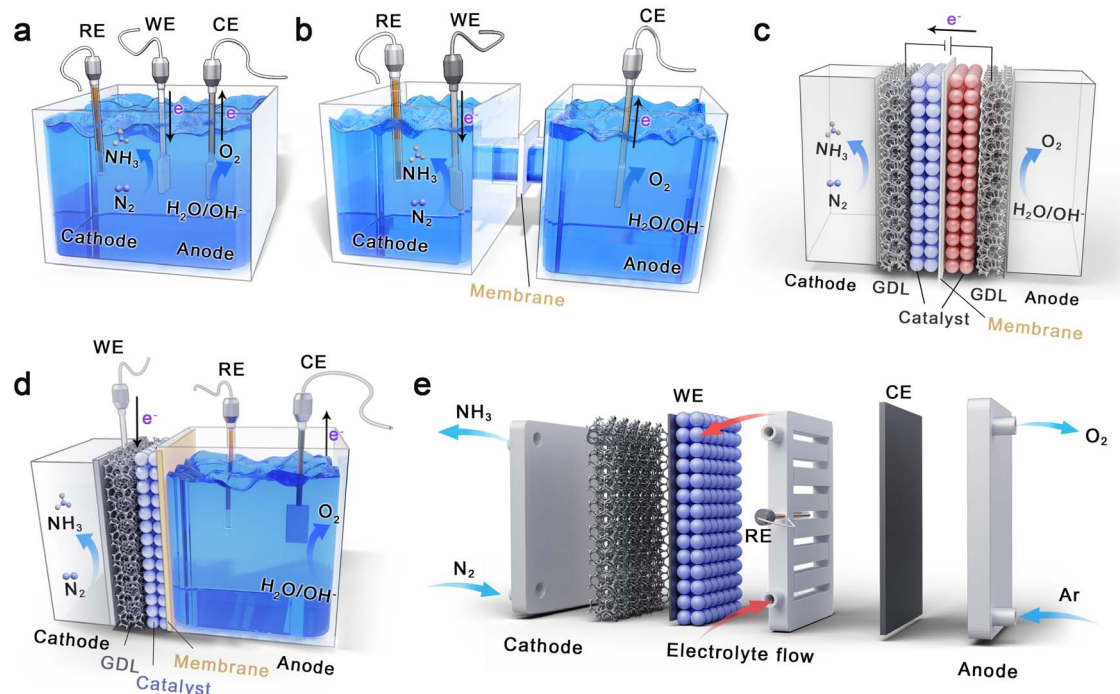 a
RE
WE
CE
e⁻
e⁻
NH₃
N₂
O₂
H₂O/OH⁻
Cathode
Anode
b
RE
WE
CE
e⁻
e⁻
NH₃
N₂
O₂
H₂O/OH⁻
Cathode
Anode
Membrane
c
e⁻
NH₃
N₂
O₂
H₂O/OH⁻
Cathode
GDL
GDL
Anode
Catalyst
Membrane
d
WE
RE
CE
e⁻
e⁻
NH₃
N₂
O₂
H₂O/OH⁻
Cathode
GDL
Catalyst
Membrane
Anode
e
NH₃
N₂
WE
RE
CE
O₂
Ar
Cathode
Electrolyte flow
Anode